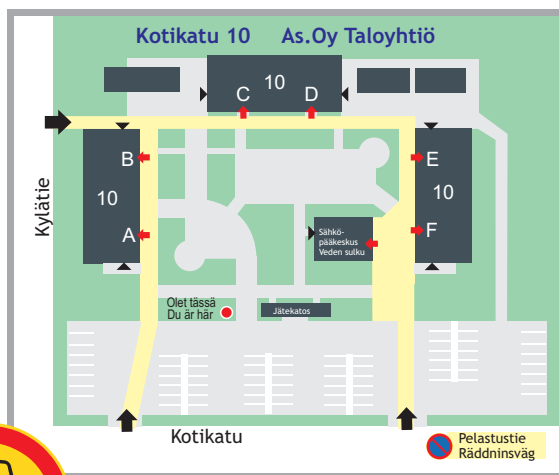 Kotikatu 10 As.Oy Taloyhtiö
10
C D
B
10
A
E
10
F
Kylätie
Sähkö-
pääkeskus
Veden sulku
Olet tässä
Du är här
Jätekatos
Kotikatu
Pelastustie
Räddninsväg